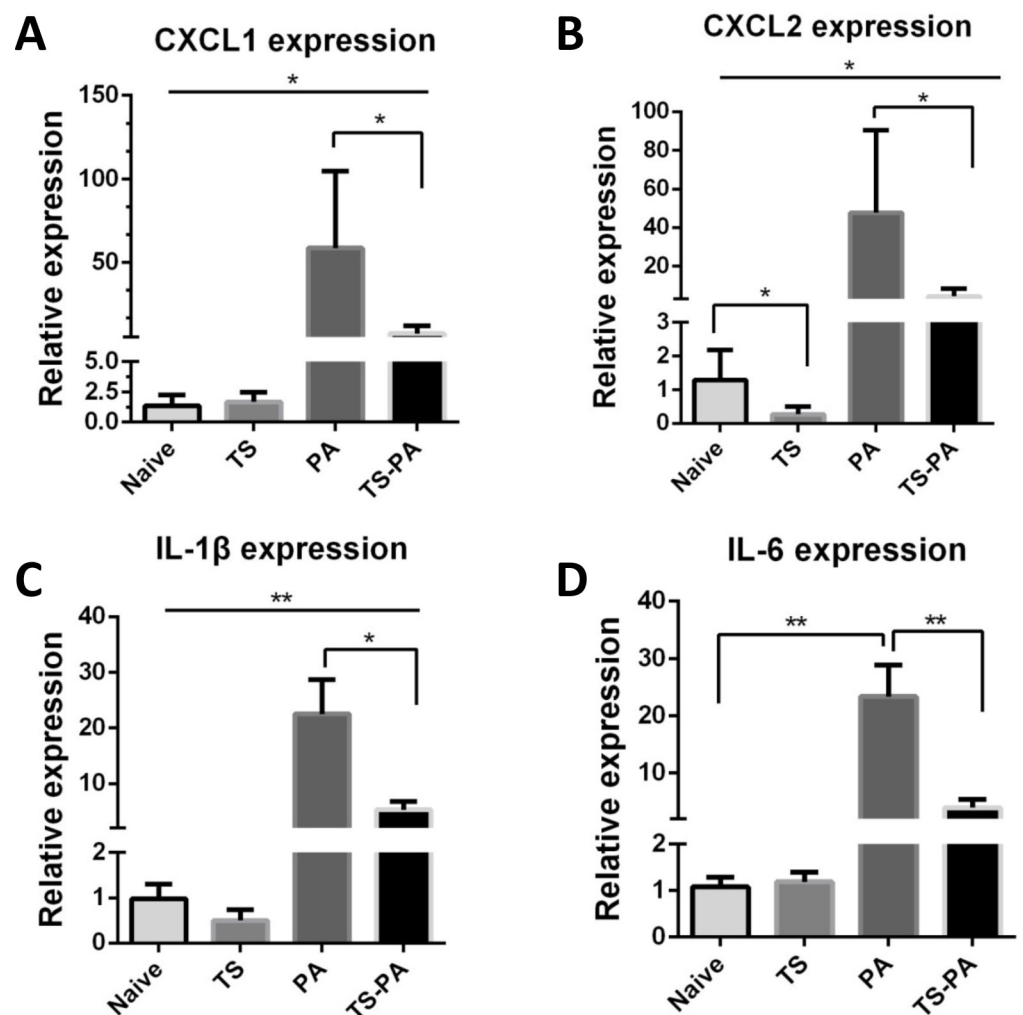 A
CXCL1 expression
*
*
Relative expression
150
100
50
5.0
2.5
0.0
Naive
TS
PA
TS-PA
B
CXCL2 expression
*
*
*
Relative expression
100
80
60
40
20
3
2
1
0
Naive
TS
PA
TS-PA
C
IL-1β expression
**
*
Relative expression
40
30
20
10
2
1
0
Naive
TS
PA
TS-PA
D
IL-6 expression
**
**
Relative expression
40
30
20
10
2
1
0
Naive
TS
PA
TS-PA